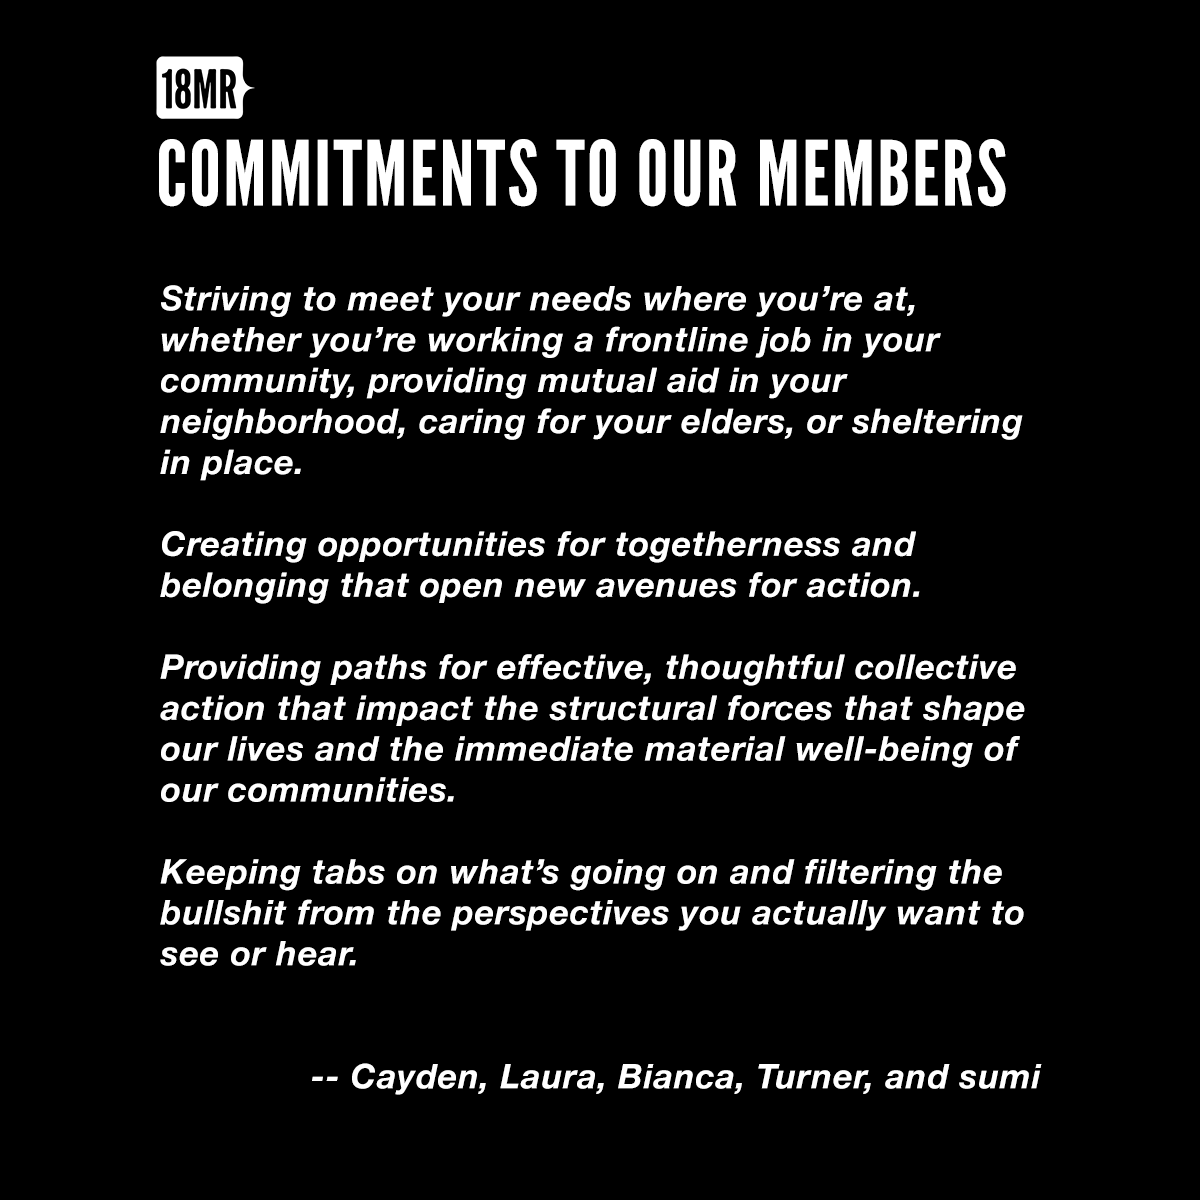 18MR
COMMITMENTS TO OUR MEMBERS
Striving to meet your needs where you’re at,
whether you’re working a frontline job in your
community, providing mutual aid in your
neighborhood, caring for your elders, or sheltering
in place.
Creating opportunities for togetherness and
belonging that open new avenues for action.
Providing paths for effective, thoughtful collective
action that impact the structural forces that shape
our lives and the immediate material well-being of
our communities.
Keeping tabs on what’s going on and filtering the
bullshit from the perspectives you actually want to
see or hear.
-- Cayden, Laura, Bianca, Turner, and sumi